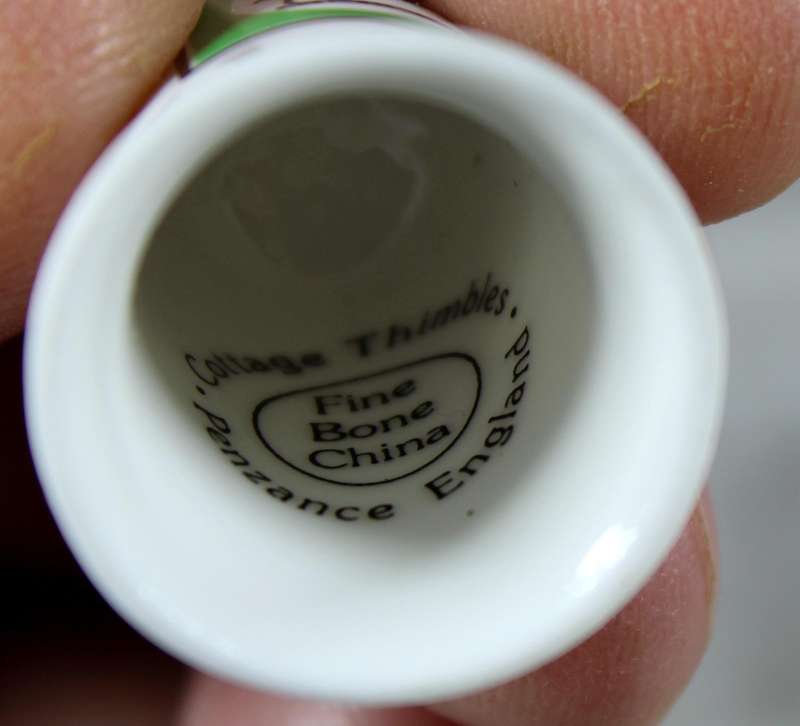 Cottage Thimbles
Fine
Bone
China
Penzance England